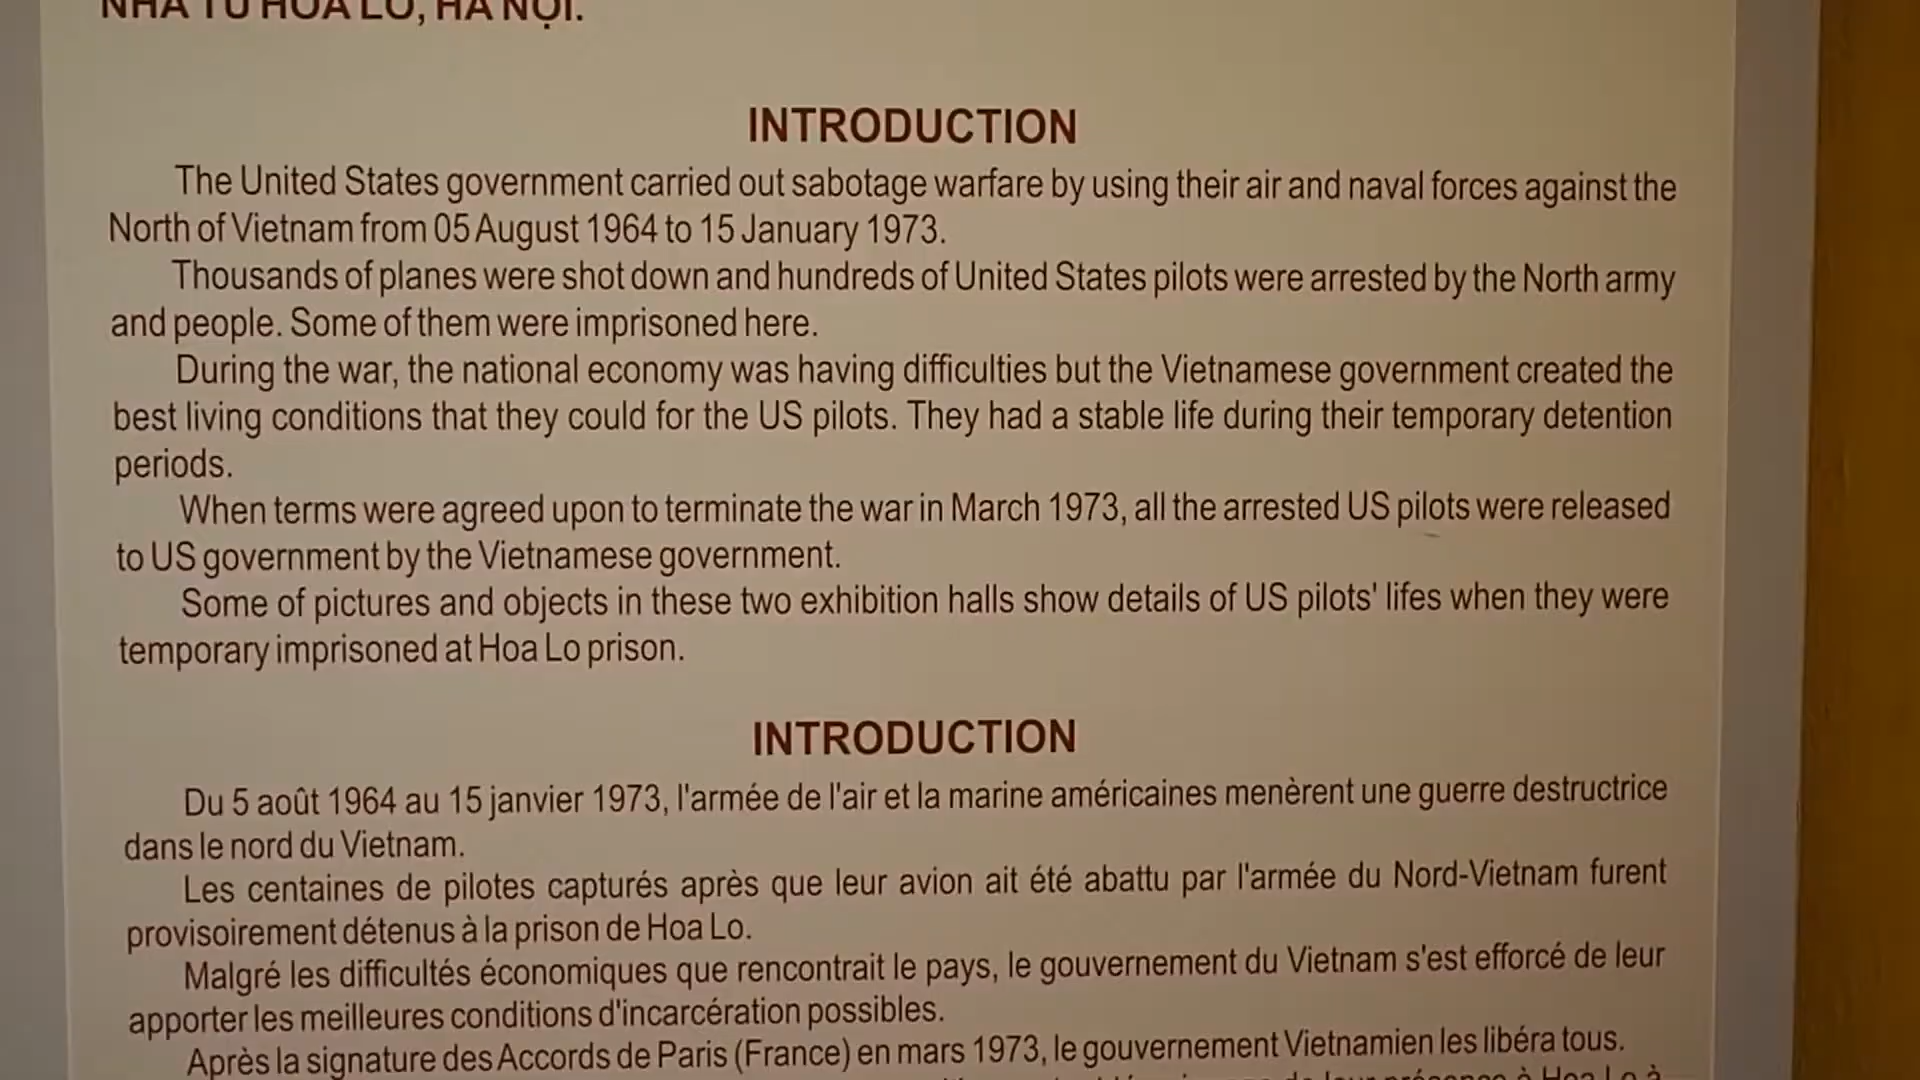 NHÀ TÙ HỎA LÒ, HÀ NỘI.
INTRODUCTION
The United States government carried out sabotage warfare by using their air and naval forces against the
North of Vietnam from 05 August 1964 to 15 January 1973.
Thousands of planes were shot down and hundreds of United States pilots were arrested by the North army
and people. Some of them were imprisoned here.
During the war, the national economy was having difficulties but the Vietnamese government created the
best living conditions that they could for the US pilots. They had a stable life during their temporary detention
periods.
When terms were agreed upon to terminate the war in March 1973, all the arrested US pilots were released
to US government by the Vietnamese government.
Some of pictures and objects in these two exhibition halls show details of US pilots' lifes when they were
temporary imprisoned at Hoa Lo prison.
INTRODUCTION
Du 5 août 1964 au 15 janvier 1973, l'armée de l'air et la marine américaines menèrent une guerre destructrice
dans le nord du Vietnam.
Les centaines de pilotes capturés après que leur avion ait été abattu par l'armée du Nord-Vietnam furent
provisoirement détenus à la prison de Hoa Lo.
Malgré les difficultés économiques que rencontrait le pays, le gouvernement du Vietnam s'est efforcé de leur
apporter les meilleures conditions d'incarcération possibles.
Après la signature des Accords de Paris (France) en mars 1973, le gouvernement Vietnamien les libéra tous.
de leur présence à Hoa Lo à